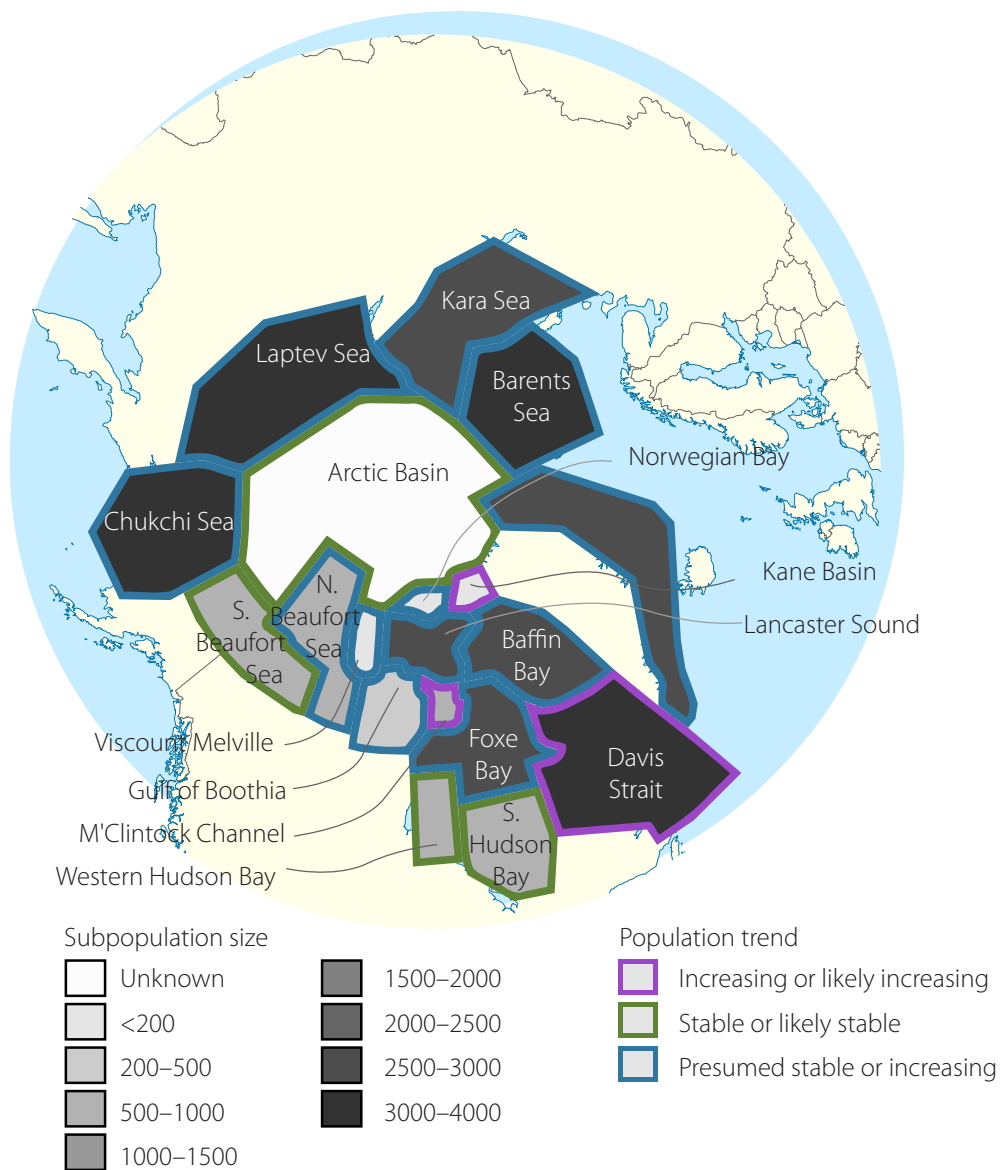 Kara Sea
Laptev Sea
Barents
Sea
Norwegian Bay
Arctic Basin
Chukchi Sea
Kane Basin
N.
Beaufort
Sea
S.
Beaufort
Sea
Lancaster Sound
Baffin
Bay
Viscount Melville
Foxe
Bay
Davis
Strait
Gulf of Boothia
M'Clintock Channel
S.
Hudson
Bay
Western Hudson Bay
Subpopulation size
Unknown
<200
200–500
500–1000
1000–1500
1500–2000
2000–2500
2500–3000
3000–4000
Population trend
Increasing or likely increasing
Stable or likely stable
Presumed stable or increasing